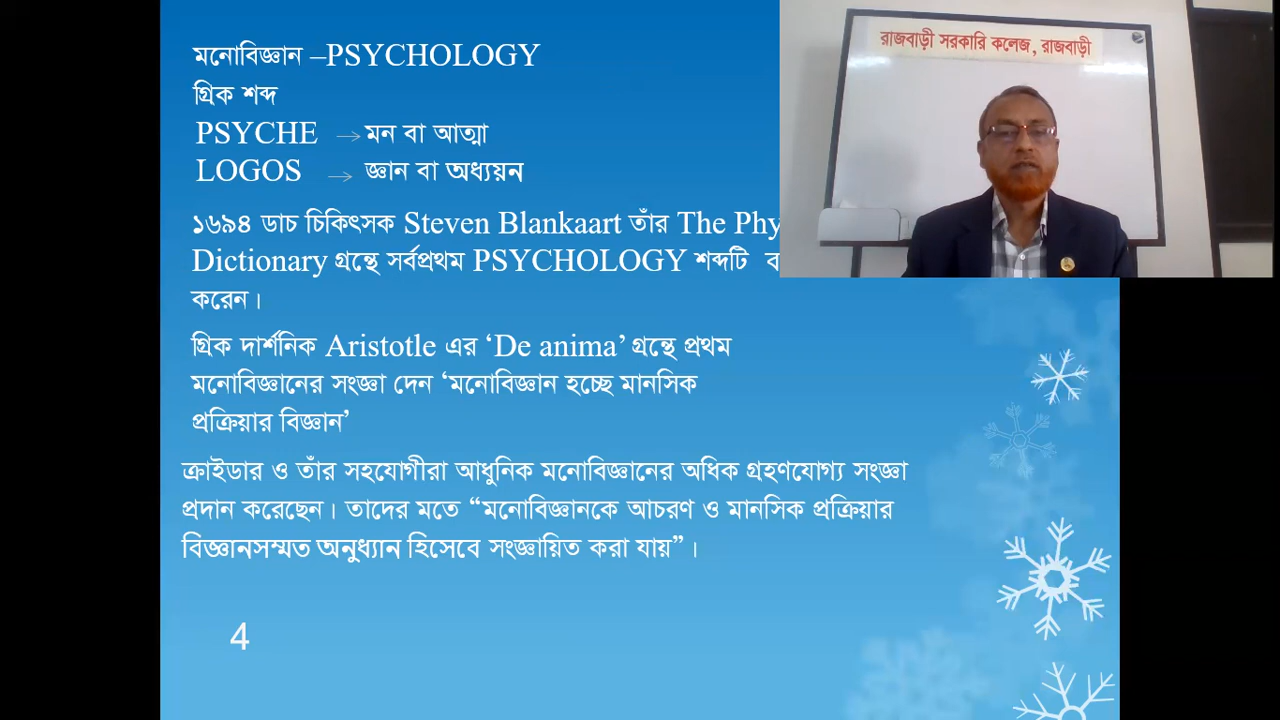 মনোবিজ্ঞান –PSYCHOLOGY
গ্রিক শব্দ
PSYCHE → মন বা আত্মা
LOGOS → জ্ঞান বা অধ্যয়ন
১৬৯৪ ডাচ চিকিৎসক Steven Blankaart তাঁর The
Dictionary গ্রন্থে সর্বপ্রথম PSYCHOLOGY শব্দটি
করেন।
গ্রিক দার্শনিক Aristotle এর ‘De anima’ গ্রন্থে প্রথম
মনোবিজ্ঞানের সংজ্ঞা দেন ‘মনোবিজ্ঞান হচ্ছে মানসিক
প্রক্রিয়ার বিজ্ঞান’
ক্রাইডার ও তাঁর সহযোগীরা আধুনিক মনোবিজ্ঞানের অধিক গ্রহণযোগ্য সংজ্ঞা
প্রদান করেছেন। তাদের মতে “মনোবিজ্ঞানকে আচরণ ও মানসিক প্রক্রিয়ার
বিজ্ঞানসম্মত অনুধ্যান হিসেবে সংজ্ঞায়িত করা যায়”।
4
রাজবাড়ী সরকারি কলেজ, রাজবাড়ী